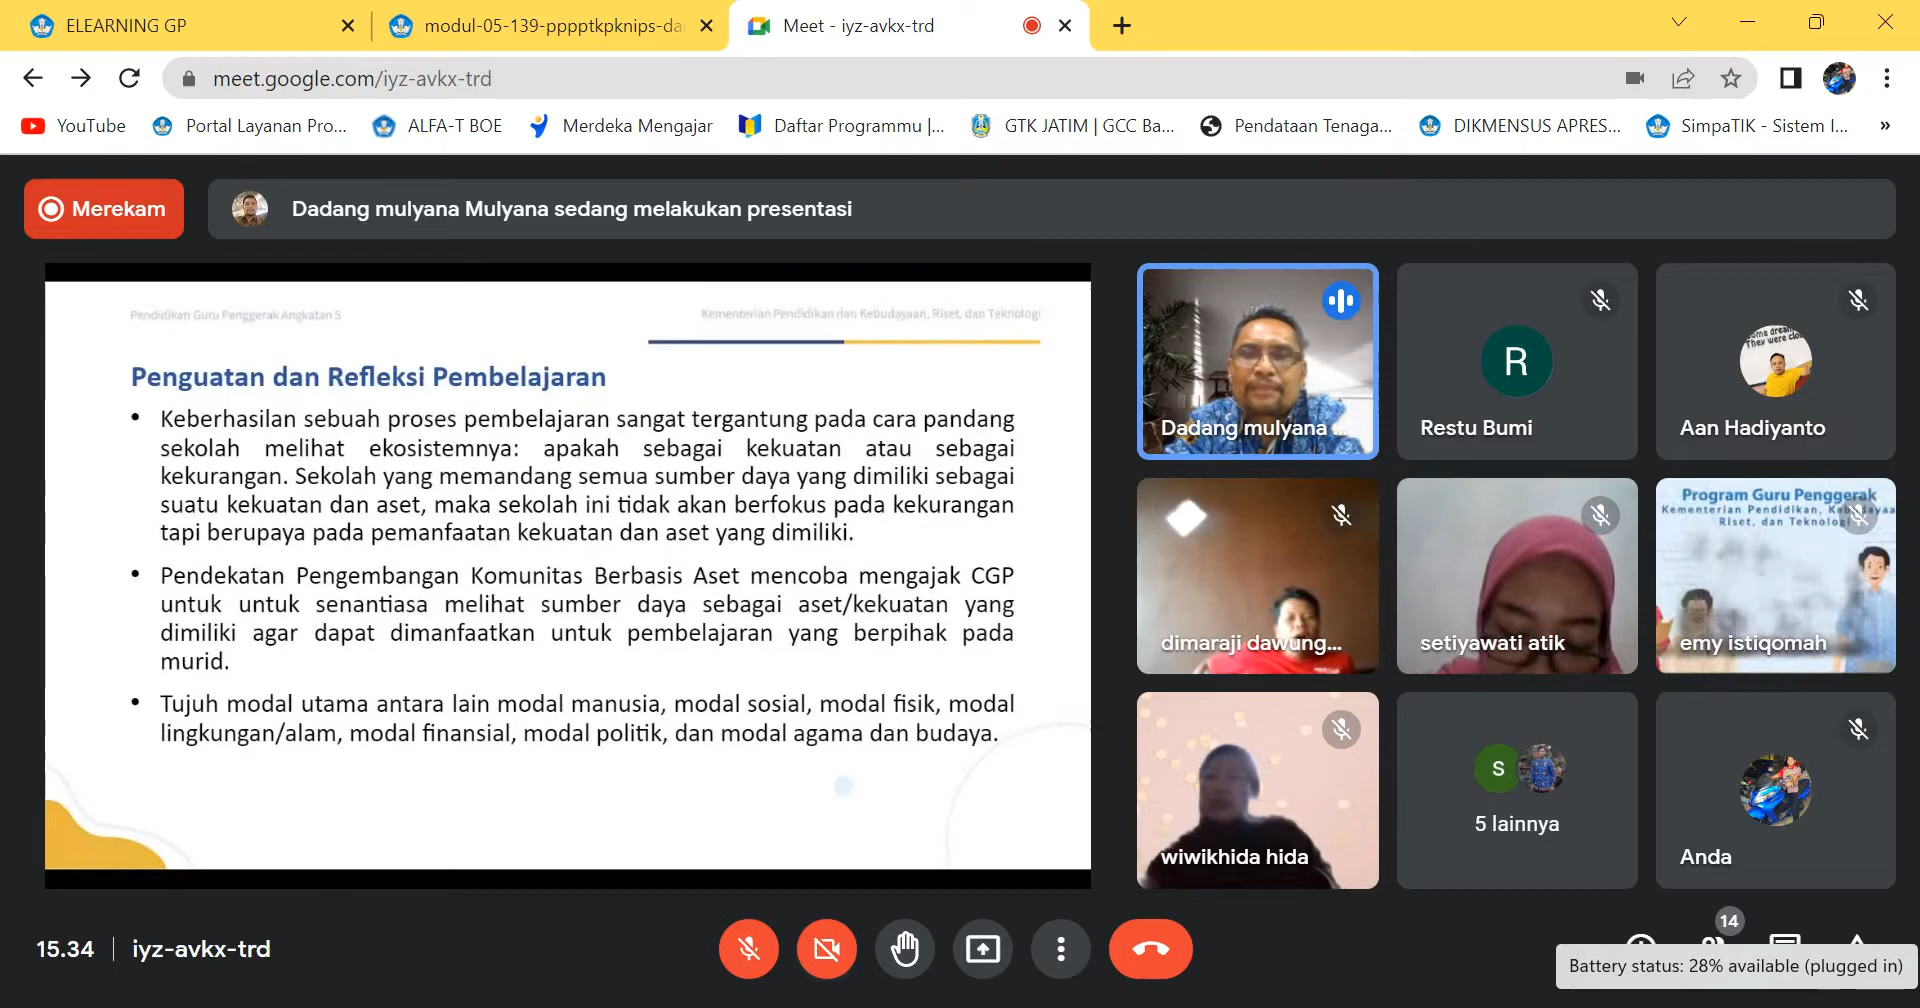 ELEARNING GP
modul-05-139-pppptkpknips-da
Meet - iyz-avkx-trd
meet.google.com/iyz-avkx-trd
YouTube
Portal Layanan Pro...
ALFA-T BOE
Merdeka Mengajar
Daftar Programmu |...
GTK JATIM | GCC Ba...
Pendataan Tenaga...
DIKMENSUS APRES...
SimpaTIK - Sistem I...
»
Merekam
Dadang mulyana Mulyana sedang melakukan presentasi
Pendidikan Guru Penggerak Angkatan 5
Kementerian Pendidikan dan Kebudayaan, Riset, dan Teknologi
Penguatan dan Refleksi Pembelajaran
• Keberhasilan sebuah proses pembelajaran sangat tergantung pada cara pandang
sekolah melihat ekosistemnya: apakah sebagai kekuatan atau sebagai
kekurangan. Sekolah yang memandang semua sumber daya yang dimiliki sebagai
suatu kekuatan dan aset, maka sekolah ini tidak akan berfokus pada kekurangan
tapi berupaya pada pemanfaatan kekuatan dan aset yang dimiliki.
• Pendekatan Pengembangan Komunitas Berbasis Aset mencoba mengajak CGP
untuk untuk senantiasa melihat sumber daya sebagai aset/kekuatan yang
dimiliki agar dapat dimanfaatkan untuk pembelajaran yang berpihak pada
murid.
• Tujuh modal utama antara lain modal manusia, modal sosial, modal fisik, modal
lingkungan/alam, modal finansial, modal politik, dan modal agama dan budaya.
Dadang mulyana ...
R
Restu Bumi
some dream
They were clo
Aan Hadiyanto
dimaraji dawung...
setiyawati atik
Program Guru Penggerak
Kementerian Pendidikan,
Riset, dan Teknologi
emy istiqomah
wiwikhida hida
S
5 lainnya
Anda
15.34
iyz-avkx-trd
14
Battery status: 28% available (plugged in)